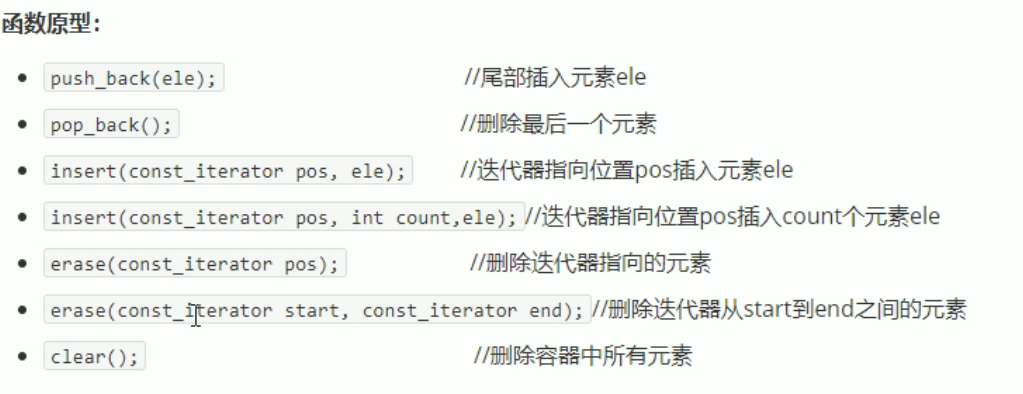 函数原型：
push_back(ele); //尾部插入元素ele
pop_back(); //删除最后一个元素
insert(const_iterator pos, ele); //迭代器指向位置pos插入元素ele
insert(const_iterator pos, int count,ele); //迭代器指向位置pos插入count个元素ele
erase(const_iterator pos); //删除迭代器指向的元素
erase(const_iterator start, const_iterator end); //删除迭代器从start到end之间的元素
clear(); //删除容器中所有元素